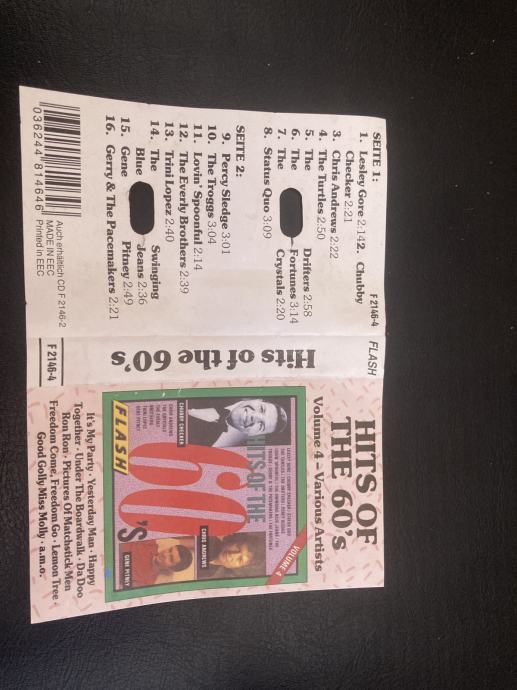 SEITE 1: F 2146-4
1. Lesley Gore 2:14 2. Chubby
Checker 2:21
3. Chris Andrews 2:22
4. The Turtles 2:50
5. The Drifters 2:58
6. The Fortunes 3:14
7. The Crystals 2:20
8. Status Quo 3:09
SEITE 2:
9. Percy Sledge 3:01
10 The Troggs 3:04
11. Lovin' Spoonful 2:14
12. The Everly Brothers 2:39
13. Trini Lopez 2:40
14. The Swinging
Blue Jeans 2:36
15. Gene Pitney 2:49
16. Gerry & The Pacemakers 2:21
Auch erhältlich CD F 2146-2
MADE IN EEC
Printed in EEC
036244 814646
FLASH
Hits of the 60's
F 2146-4
HITS OF
THE 60's
Volume 4 – Various Artists
VOLUME 4
HITS OF THE
60'S
CHUBBY CHECKER
CHRIS ANDREWS
GENE PITNEY
FLASH
It's My Party · Yesterday Man · Happy
Together · Under The Boardwalk · Da Doo
Ron Ron · Pictures Of Matchstick Men
Freedom Come, Freedom Go · Lemon Tree ·
Good Golly Miss Molly · a.m.o.